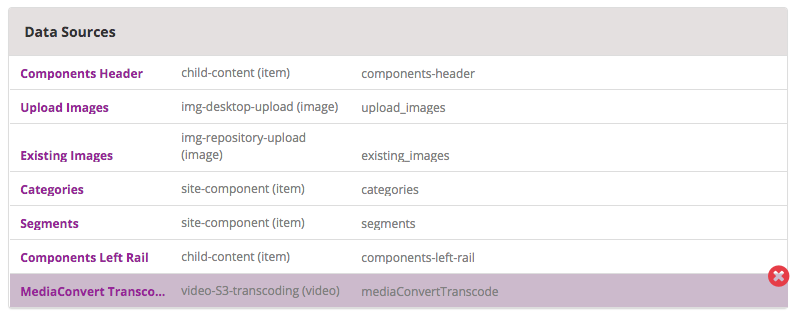 Data Sources
Components Header child-content (item) components-header
Upload Images img-desktop-upload (image) upload_images
img-repository-upload
Existing Images (image) existing_images
Categories site-component (item) categories
Segments site-component (item) segments
Components Left Rail child-content (item) components-left-rail
MediaConvert Transco... video-S3-transcoding (video) mediaConvertTranscode